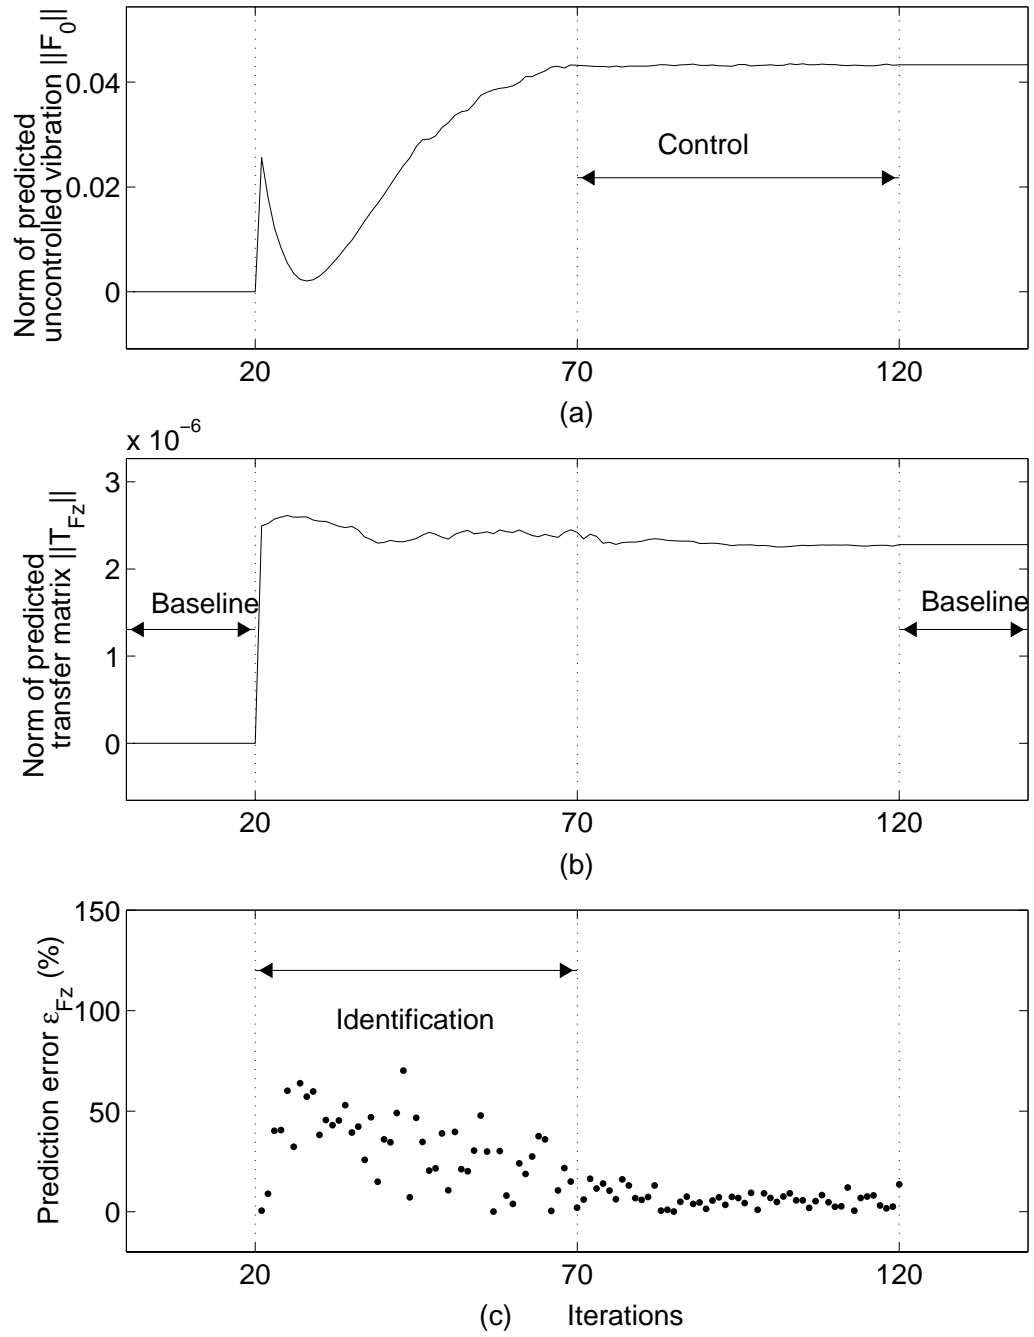 Norm of predicted
uncontrolled vibration ||F0||
0.04
0.02
0
Control
20
70
120
(a)
x 10−6
Norm of predicted
transfer matrix ||TFz||
3
2
1
0
Baseline
Baseline
20
70
120
(b)
Prediction error εFz (%)
150
100
50
0
Identification
20
70
120
(c) Iterations